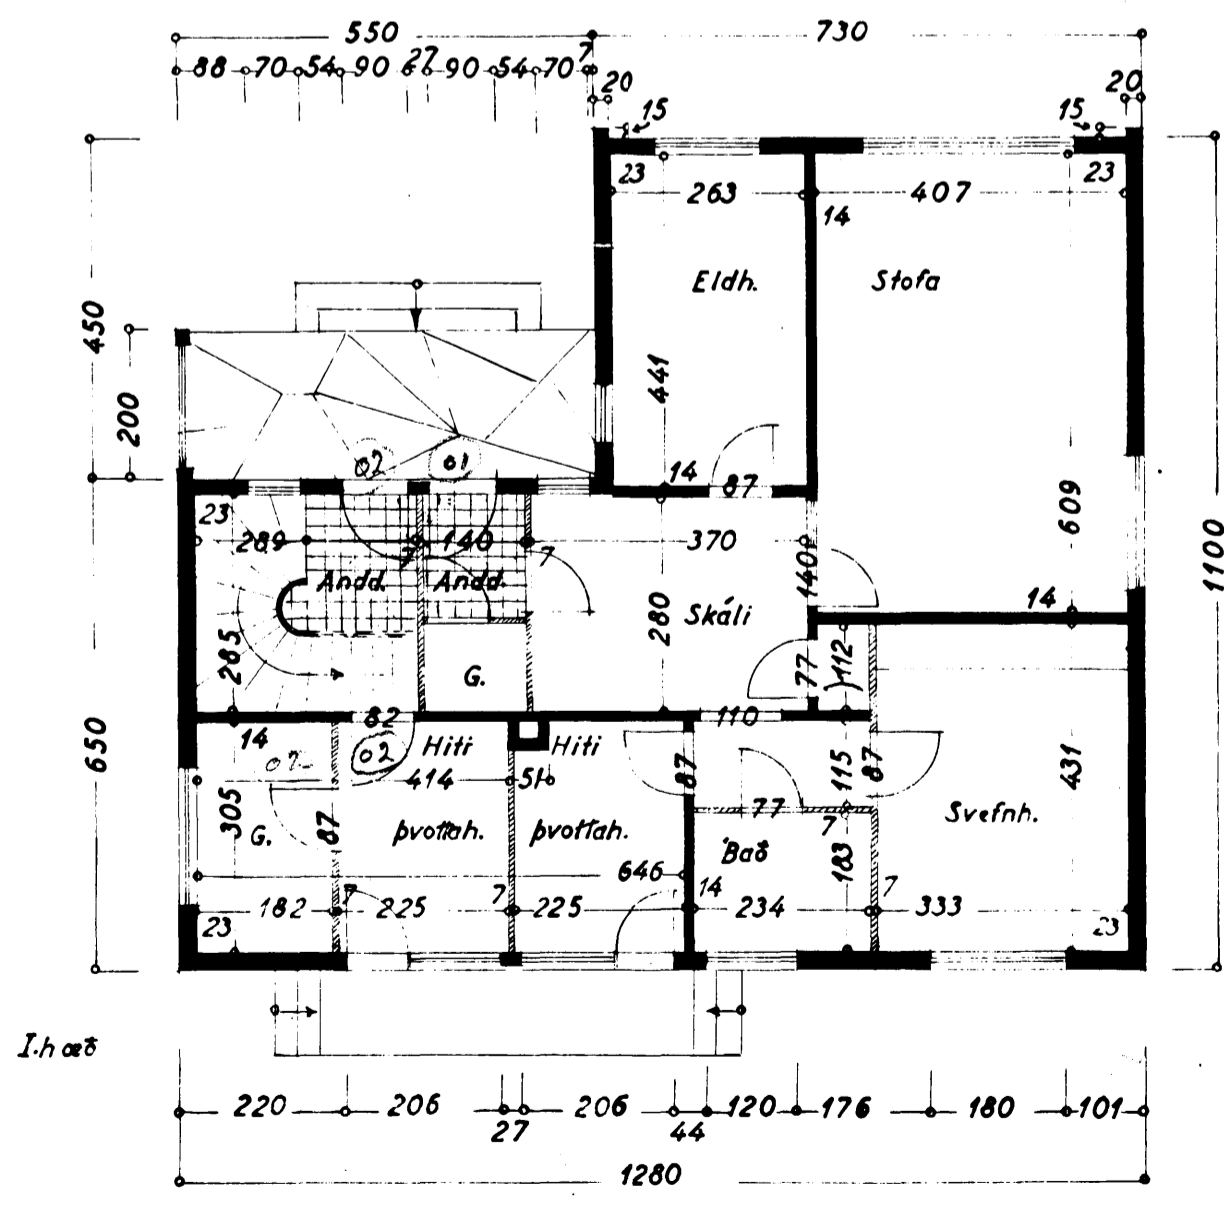 550 730
88 70 54 90 27 90 54 70 7
20 20
15 15
23 263 407 23
14
Eldh. Stofa
450
200
441
609
1100
02 01
14 87
23 289 7 140 7 370 140
Andd. Andd. Skáli
280
14
285
G.
77 112
82 110
14 02 Hiti Hiti
02
414 51
87 115 87 431
305 87
G. þvottah. þvottah.
77 7
Svefnh.
Bað 183
650
646
7 7 14 7
182 225 225 234 333
23 23
I.hæð
220 206 206 120 176 180 101
27 44
1280